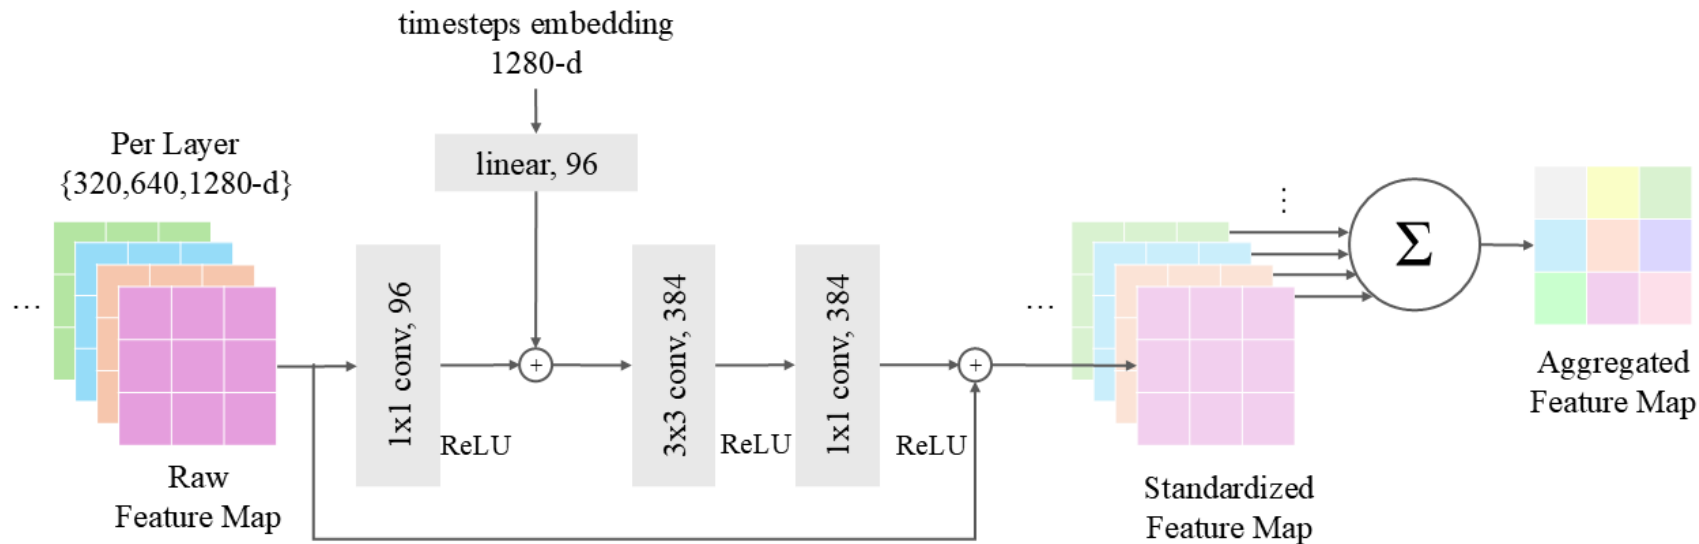 timesteps embedding
1280-d
linear, 96
Per Layer
{320,640,1280-d}
...
Raw
Feature Map
1x1 conv, 96
ReLU
+
3x3 conv, 384
ReLU
1x1 conv, 384
ReLU
+
...
Standardized
Feature Map
⋮
Σ
Aggregated
Feature Map